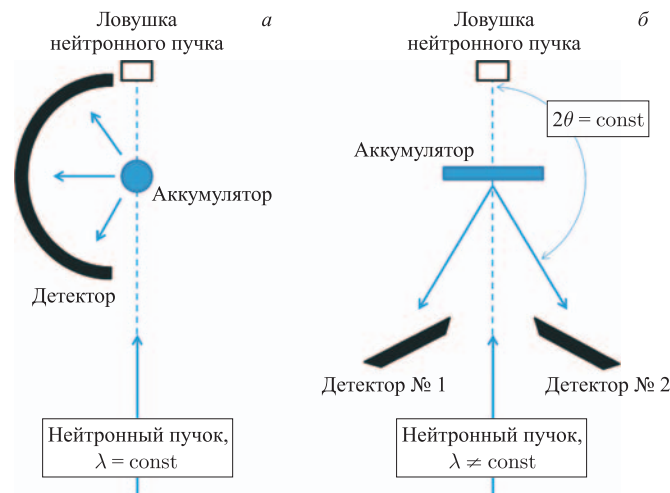 Ловушка
нейтронного пучка
а
Аккумулятор
Детектор
Нейтронный пучок,
λ = const
Ловушка
нейтронного пучка
б
2θ = const
Аккумулятор
Детектор № 1
Детектор № 2
Нейтронный пучок,
λ ≠ const